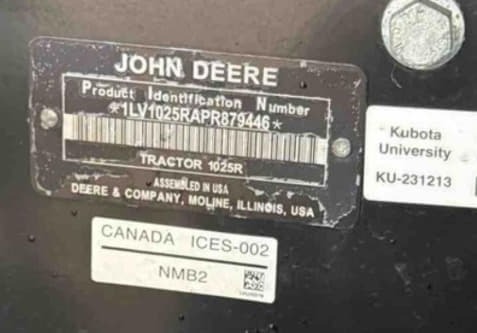 JOHN DEERE
Product Identification Number
*1LV1025RAPR879446*
TRACTOR 1025R
ASSEMBLED IN USA
DEERE & COMPANY, MOLINE, ILLINOIS, USA
CANADA ICES-002
NMB2
Kubota
University
KU-231213